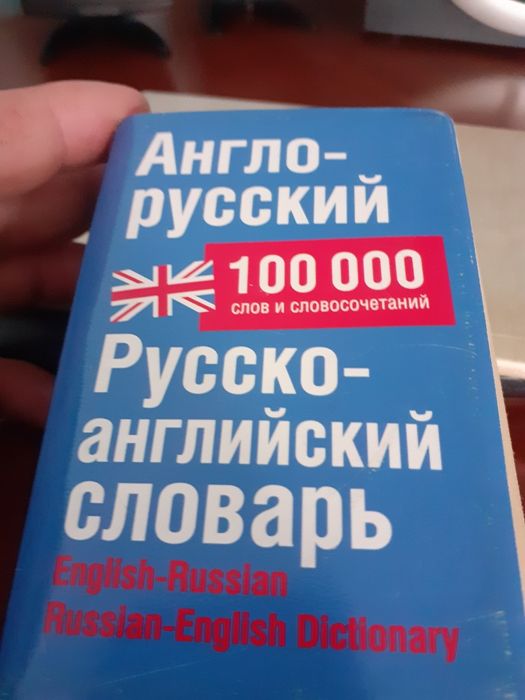 Англо-
русский
100 000
слов и словосочетаний
Русско-
английский
словарь
English-Russian
Russian-English Dictionary